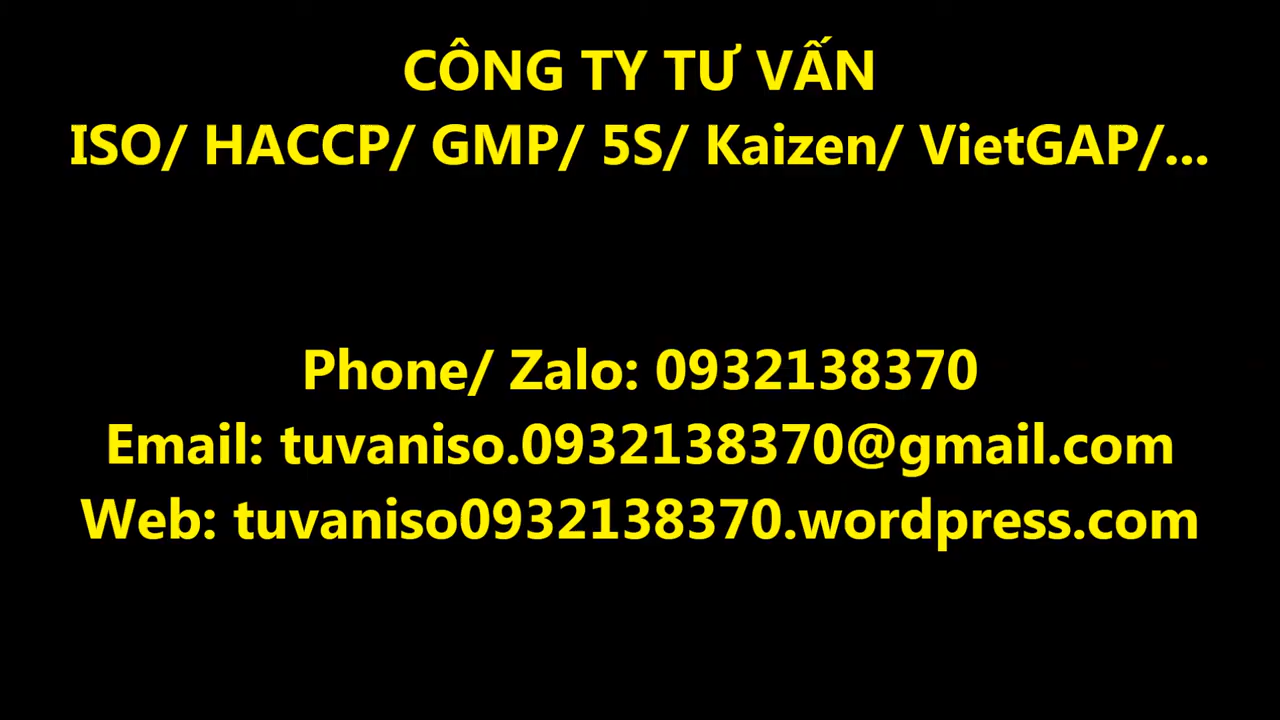 CÔNG TY TƯ VẤN
ISO/ HACCP/ GMP/ 5S/ Kaizen/ VietGAP/...
Phone/ Zalo: 0932138370
Email: tuvaniso.0932138370@gmail.com
Web: tuvaniso0932138370.wordpress.com